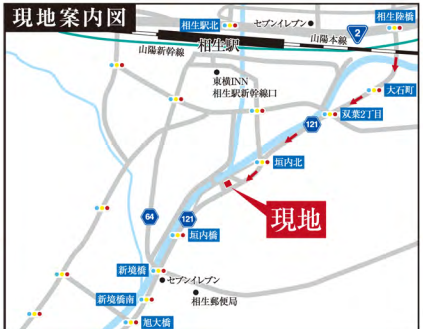 現地案内図
相生駅北
セブンイレブン
相生陸橋
山陽新幹線
相生駅
山陽本線
2
東横INN
相生駅新幹線口
大石町
双葉2丁目
121
垣内北
現地
64
121
垣内橋
新境橋
セブンイレブン
新境橋南
相生郵便局
旭大橋